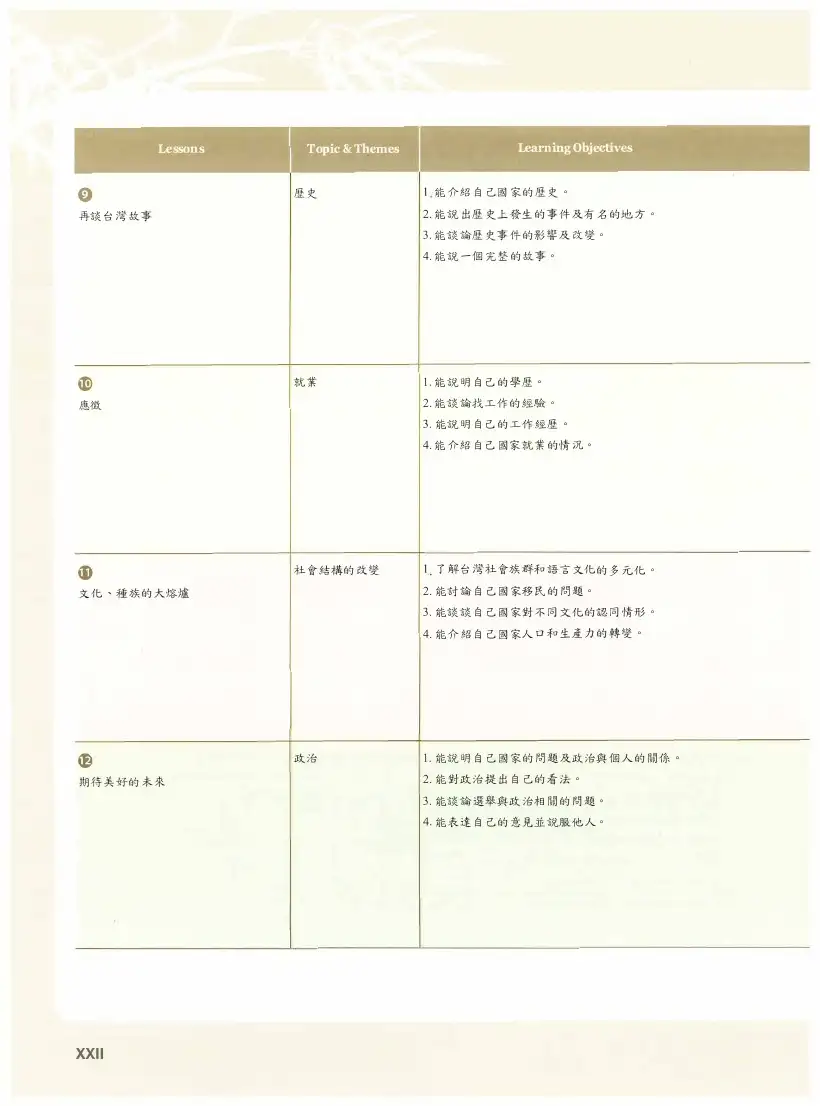 Lessons Topic & Themes Learning Objectives
9 歷史 1. 能介紹自己國家的歷史。
再談台灣故事 2. 能說出歷史上發生的事件及有名的地方。
3. 能談論歷史事件的影響及改變。
4. 能說一個完整的故事。
10 就業 1. 能說明自己的學歷。
應徵 2. 能談論找工作的經驗。
3. 能說明自己的工作經歷。
4. 能介紹自己國家就業的情況。
11 社會結構的改變 1. 了解台灣社會族群和語言文化的多元化。
文化、種族的大熔爐 2. 能討論自己國家移民的問題。
3. 能談談自己國家對不同文化的認同情形。
4. 能介紹自己國家人口和生產力的轉變。
12 政治 1. 能說明自己國家的問題及政治與個人的關係。
期待美好的未來 2. 能對政治提出自己的看法。
3. 能談論選舉與政治相關的問題。
4. 能表達自己的意見並說服他人。
XXII